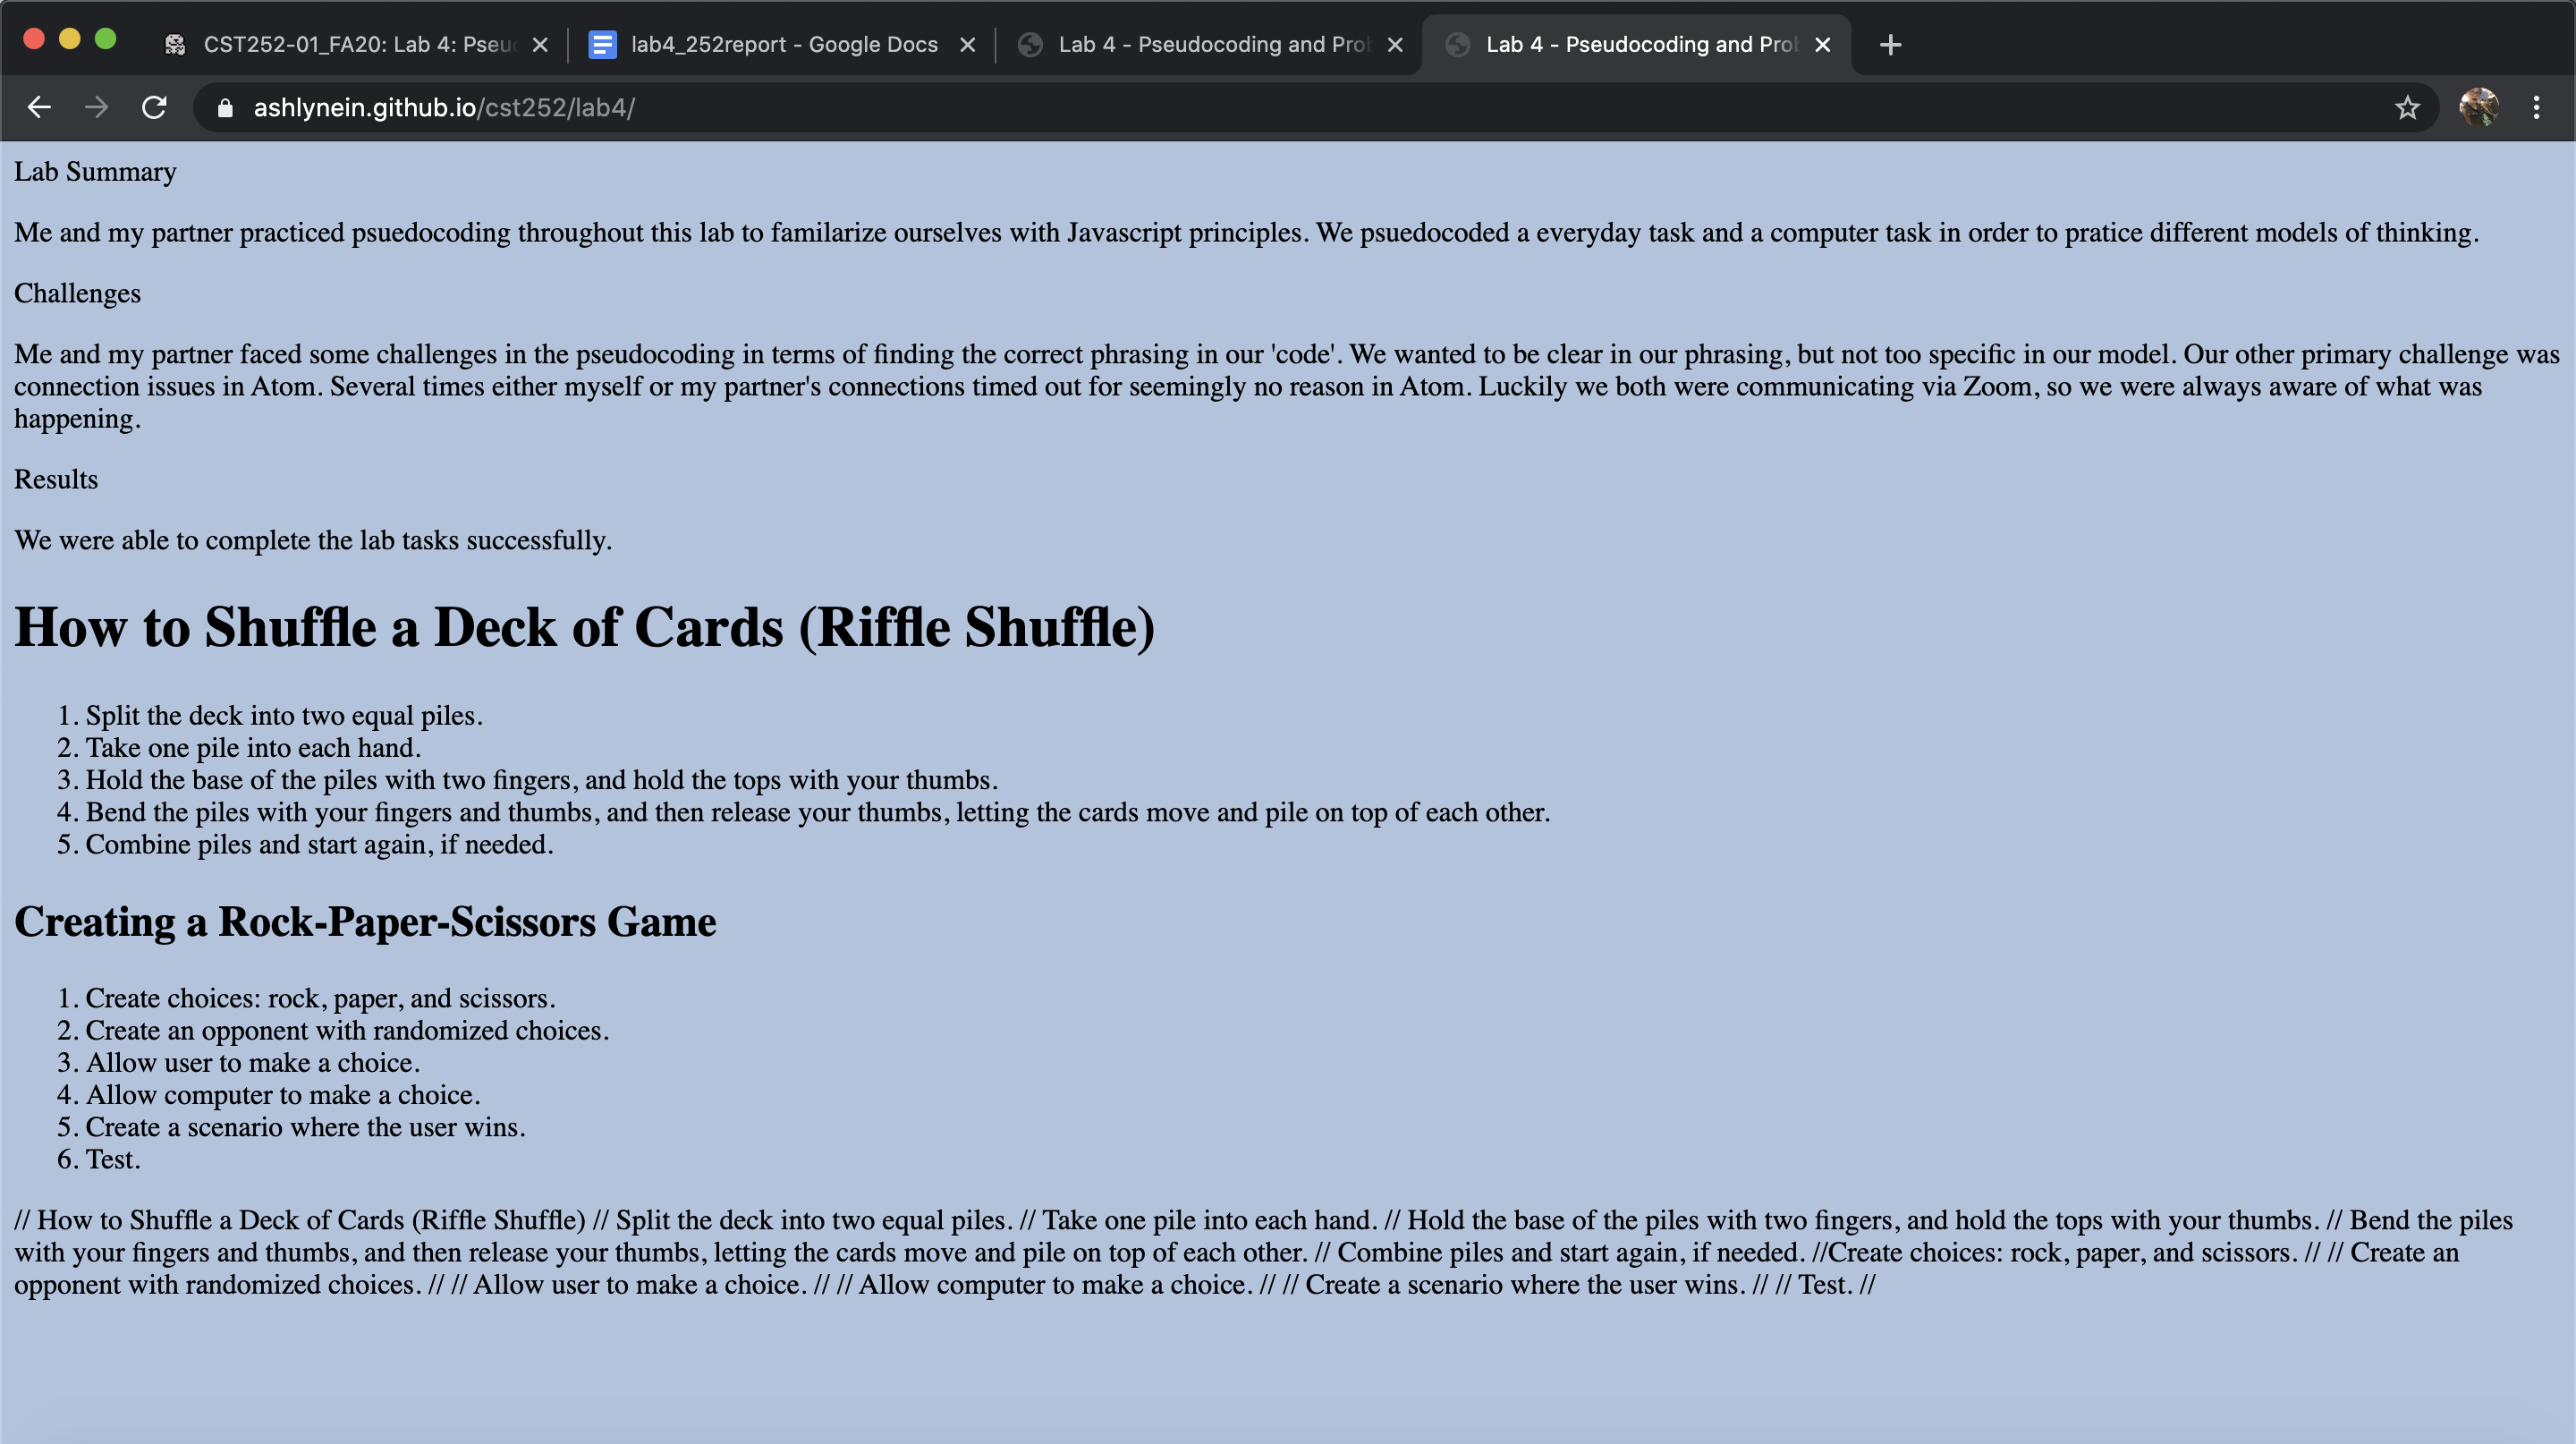 CST252-01_FA20: Lab 4: Pseu
lab4_252report - Google Docs
Lab 4 - Pseudocoding and Prob
Lab 4 - Pseudocoding and Prob
ashlynein.github.io/cst252/lab4/
Lab Summary
Me and my partner practiced psuedocoding throughout this lab to familarize ourselves with Javascript principles. We psuedocoded a everyday task and a computer task in order to pratice different models of thinking.
Challenges
Me and my partner faced some challenges in the pseudocoding in terms of finding the correct phrasing in our 'code'. We wanted to be clear in our phrasing, but not too specific in our model. Our other primary challenge was
connection issues in Atom. Several times either myself or my partner's connections timed out for seemingly no reason in Atom. Luckily we both were communicating via Zoom, so we were always aware of what was
happening.
Results
We were able to complete the lab tasks successfully.
How to Shuffle a Deck of Cards (Riffle Shuffle)
1. Split the deck into two equal piles.
2. Take one pile into each hand.
3. Hold the base of the piles with two fingers, and hold the tops with your thumbs.
4. Bend the piles with your fingers and thumbs, and then release your thumbs, letting the cards move and pile on top of each other.
5. Combine piles and start again, if needed.
Creating a Rock-Paper-Scissors Game
1. Create choices: rock, paper, and scissors.
2. Create an opponent with randomized choices.
3. Allow user to make a choice.
4. Allow computer to make a choice.
5. Create a scenario where the user wins.
6. Test.
// How to Shuffle a Deck of Cards (Riffle Shuffle) // Split the deck into two equal piles. // Take one pile into each hand. // Hold the base of the piles with two fingers, and hold the tops with your thumbs. // Bend the piles
with your fingers and thumbs, and then release your thumbs, letting the cards move and pile on top of each other. // Combine piles and start again, if needed. //Create choices: rock, paper, and scissors. // // Create an
opponent with randomized choices. // // Allow user to make a choice. // // Allow computer to make a choice. // // Create a scenario where the user wins. // // Test. //